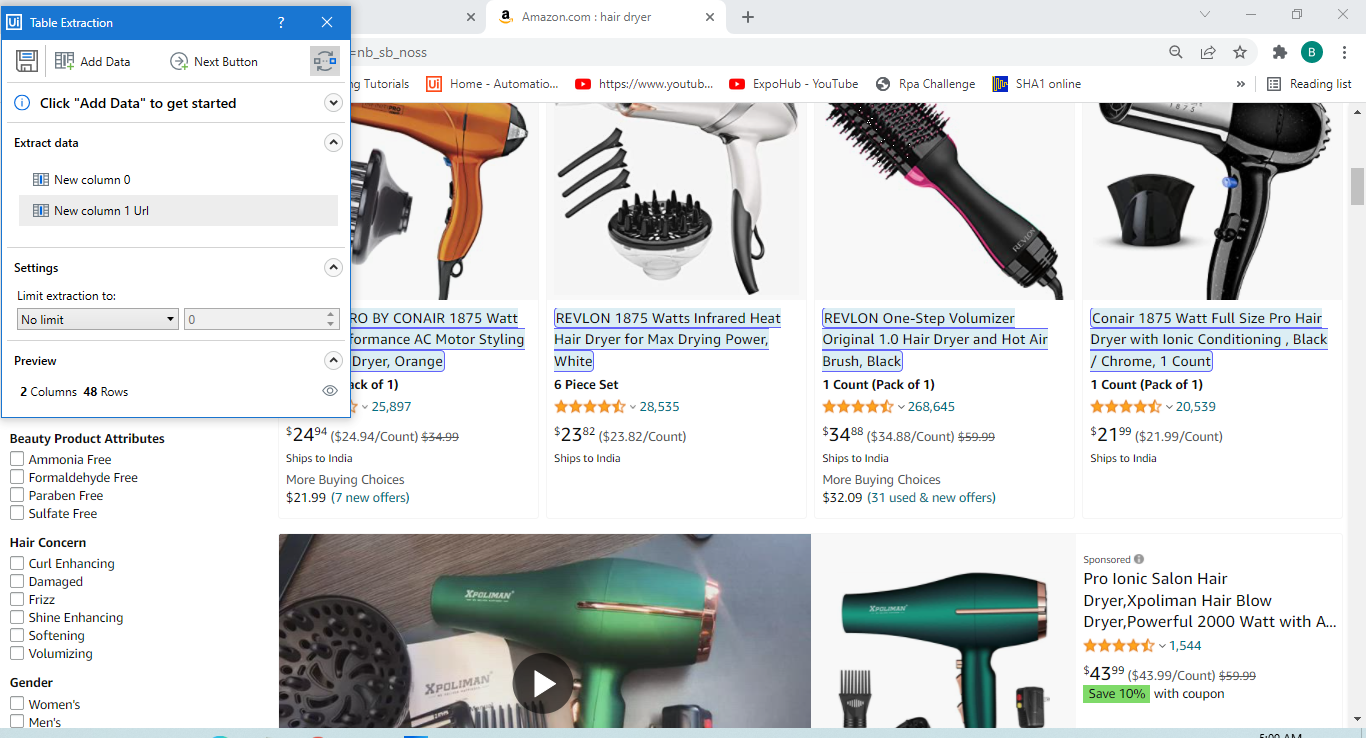 Ui Table Extraction ?
Amazon.com : hair dryer
Add Data
Next Button
=nb_sb_noss
B
ng Tutorials
Ui Home - Automatio...
https://www.youtub...
ExpoHub - YouTube
Rpa Challenge
SHA1 online
»
Reading list
Click "Add Data" to get started
Extract data
New column 0
New column 1 Url
Settings
Limit extraction to:
No limit
0
Preview
2 Columns 48 Rows
RO BY CONAIR 1875 Watt
formance AC Motor Styling
Dryer, Orange
ack of 1)
25,897
$24 94 ($24.94/Count) $34.99
Ships to India
More Buying Choices
$21.99 (7 new offers)
REVLON 1875 Watts Infrared Heat
Hair Dryer for Max Drying Power,
White
6 Piece Set
28,535
$23 82 ($23.82/Count)
Ships to India
REVLON
REVLON One-Step Volumizer
Original 1.0 Hair Dryer and Hot Air
Brush, Black
1 Count (Pack of 1)
268,645
$34 88 ($34.88/Count) $59.99
Ships to India
More Buying Choices
$32.09 (31 used & new offers)
1875
Conair 1875 Watt Full Size Pro Hair
Dryer with Ionic Conditioning , Black
/ Chrome, 1 Count
1 Count (Pack of 1)
20,539
$21 99 ($21.99/Count)
Ships to India
Beauty Product Attributes
Ammonia Free
Formaldehyde Free
Paraben Free
Sulfate Free
Hair Concern
Curl Enhancing
Damaged
Frizz
Shine Enhancing
Softening
Volumizing
Gender
Women's
Men's
XPOLIMAN
XPOLIMAN
XPOLIMAN
Sponsored
Pro Ionic Salon Hair
Dryer,Xpoliman Hair Blow
Dryer,Powerful 2000 Watt with A...
1,544
$43 99 ($43.99/Count) $59.99
Save 10% with coupon
5:00 AM